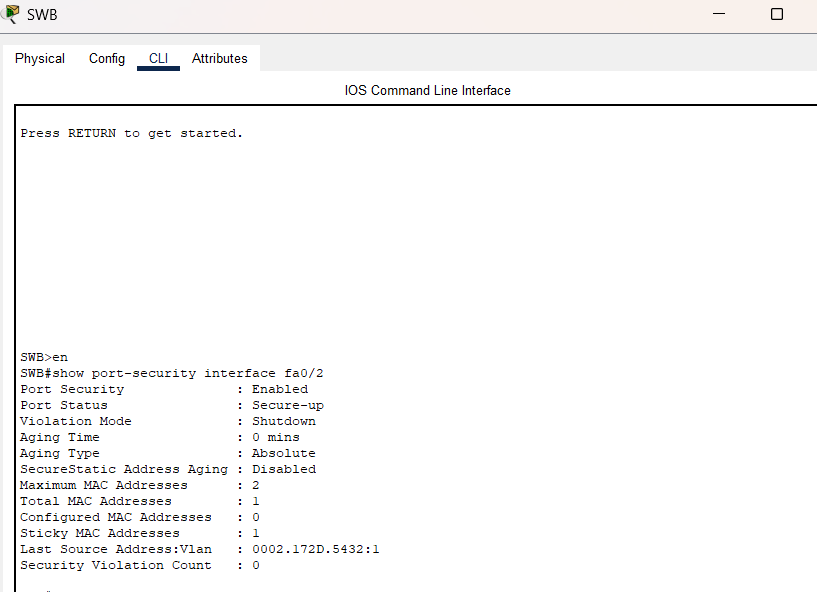 SWB
Physical Config CLI Attributes
IOS Command Line Interface
Press RETURN to get started.
SWB>en
SWB#show port-security interface fa0/2
Port Security              : Enabled
Port Status                : Secure-up
Violation Mode             : Shutdown
Aging Time                 : 0 mins
Aging Type                 : Absolute
SecureStatic Address Aging : Disabled
Maximum MAC Addresses      : 2
Total MAC Addresses        : 1
Configured MAC Addresses   : 0
Sticky MAC Addresses       : 1
Last Source Address:Vlan   : 0002.172D.5432:1
Security Violation Count   : 0